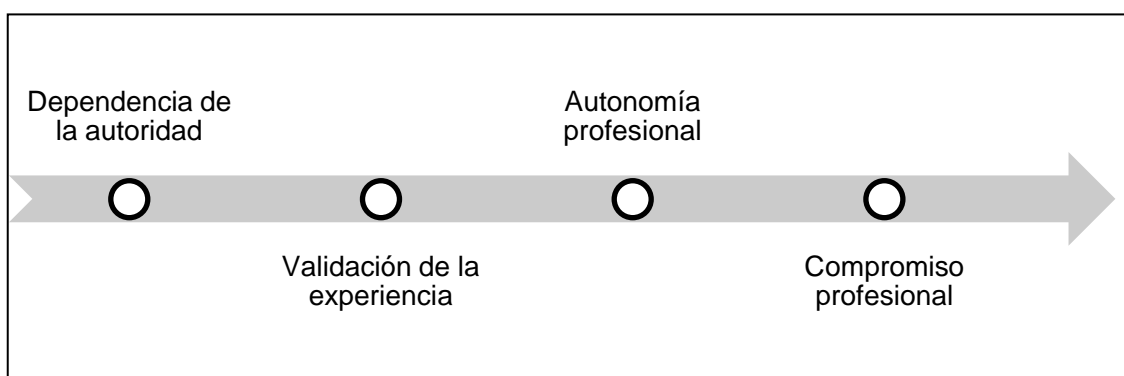 Dependencia de
la autoridad
Validación de la
experiencia
Autonomía
profesional
Compromiso
profesional